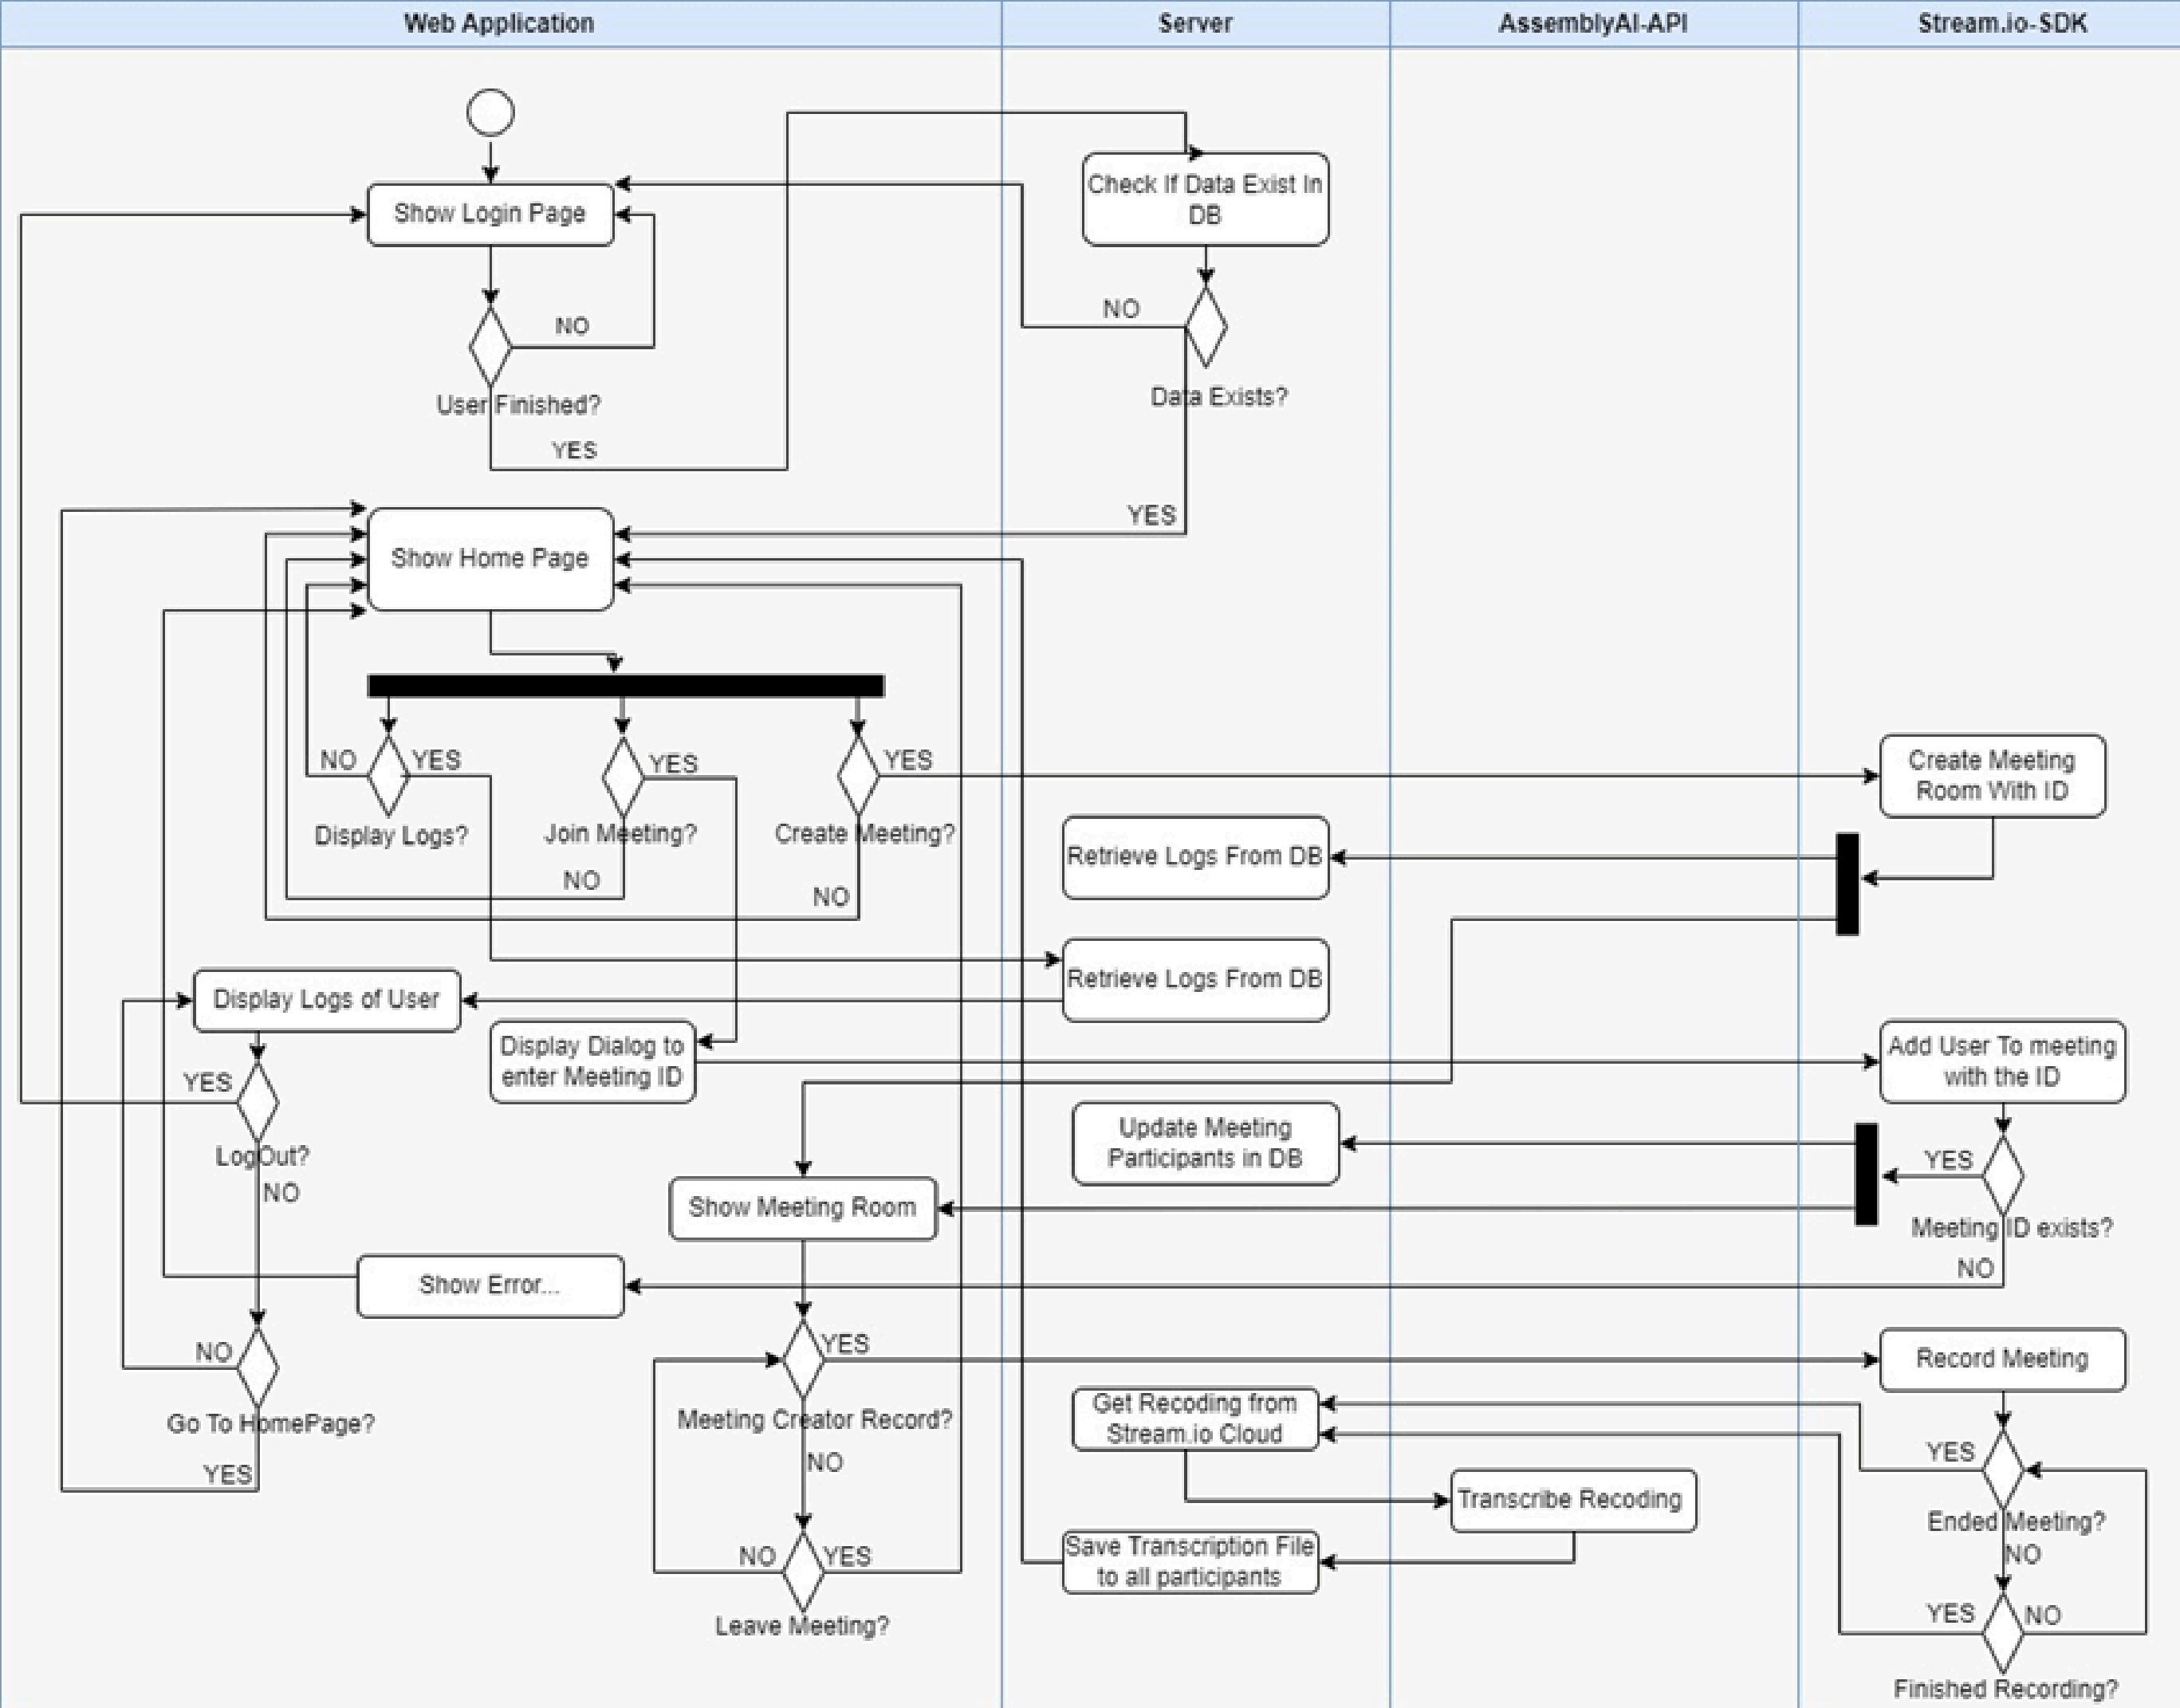 Web Application
Server
AssemblyAI-API
Stream.io-SDK
Check If Data Exist In
DB
Show Login Page
NO
NO
Data Exists?
User Finished?
YES
YES
Show Home Page
NO
YES
YES
YES
Create Meeting
Room With ID
Display Logs?
Join Meeting?
Create Meeting?
Retrieve Logs From DB
NO
NO
Retrieve Logs From DB
Display Logs of User
Display Dialog to
enter Meeting ID
Add User To meeting
with the ID
YES
Update Meeting
Participants in DB
YES
LogOut?
NO
Show Meeting Room
Meeting ID exists?
NO
Show Error...
NO
YES
Record Meeting
Go To HomePage?
Meeting Creator Record?
Get Recoding from
Stream.io Cloud
YES
NO
YES
Transcribe Recoding
Ended Meeting?
NO
NO
YES
Save Transcription File
to all participants
YES
NO
Leave Meeting?
Finished Recording?